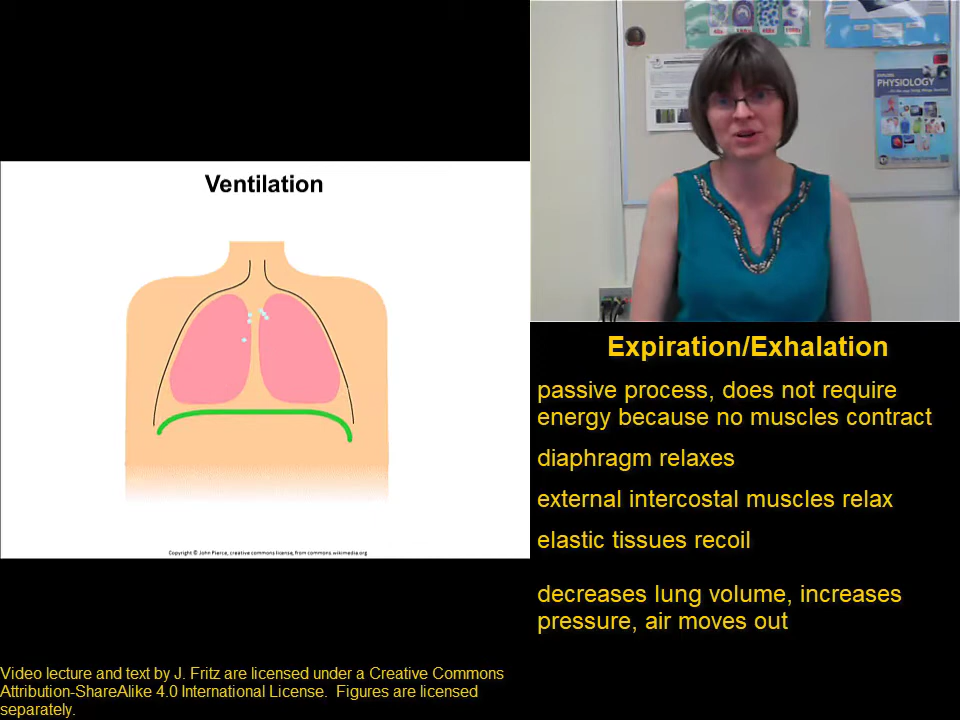 PHYSIOLOGY
Ventilation
Copyright © John Pierce, creative commons license, from commons.wikimedia.org
Expiration/Exhalation
passive process, does not require
energy because no muscles contract
diaphragm relaxes
external intercostal muscles relax
elastic tissues recoil
decreases lung volume, increases
pressure, air moves out
Video lecture and text by J. Fritz are licensed under a Creative Commons
Attribution-ShareAlike 4.0 International License.  Figures are licensed
separately.